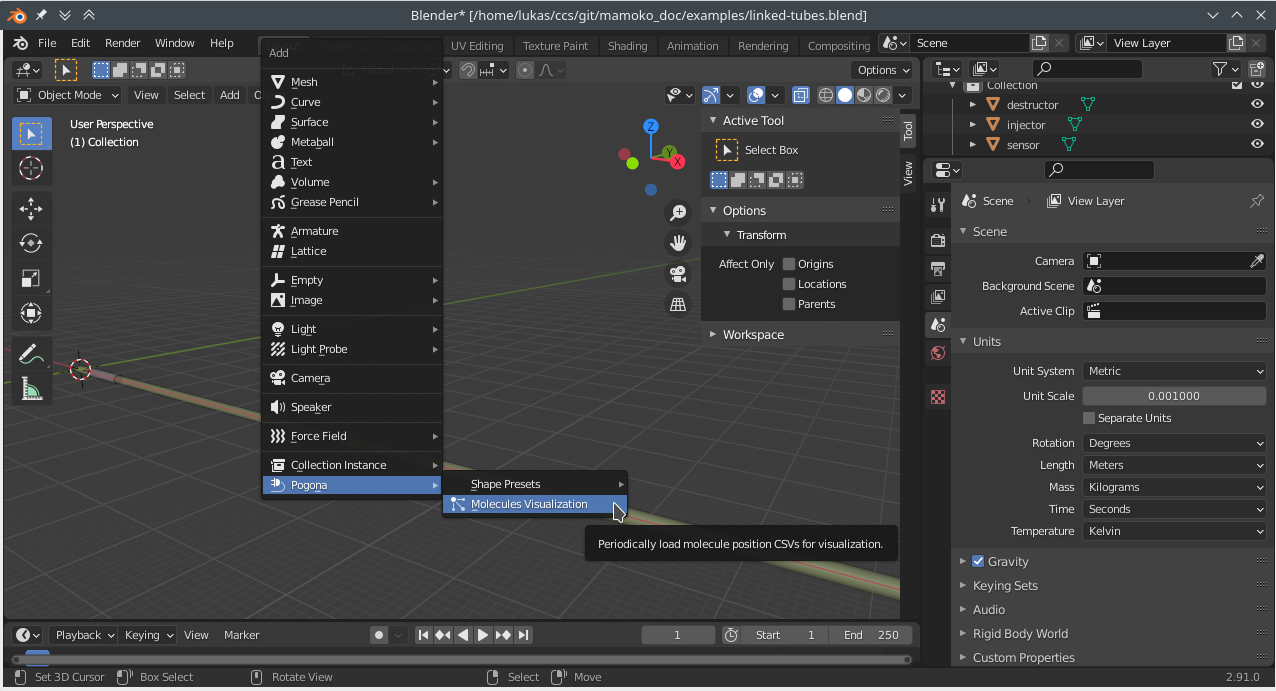 Blender* [/home/lukas/ccs/git/mamoko_doc/examples/linked-tubes.blend]
File Edit Render Window Help
UV Editing Texture Paint Shading Animation Rendering Compositing
Scene
View Layer
Add
Mesh
Curve
Surface
Metaball
Text
Volume
Grease Pencil
Armature
Lattice
Empty
Image
Light
Light Probe
Camera
Speaker
Force Field
Collection Instance
Pogona
Shape Presets
Molecules Visualization
Periodically load molecule position CSVs for visualization.
Global
Options
Object Mode View Select Add
User Perspective
(1) Collection
Z
Y
X
Active Tool
Select Box
Options
Transform
Affect Only Origins
Locations
Parents
Workspace
Tool
View
Collection
destructor
injector
sensor
Scene View Layer
Scene
Camera
Background Scene
Active Clip
Units
Unit System Metric
Unit Scale 0.001000
Separate Units
Rotation Degrees
Length Meters
Mass Kilograms
Time Seconds
Temperature Kelvin
Gravity
Keying Sets
Audio
Rigid Body World
Custom Properties
Playback Keying View Marker
1
Start 1
End 250
Set 3D Cursor Box Select Rotate View Select Move
2.91.0